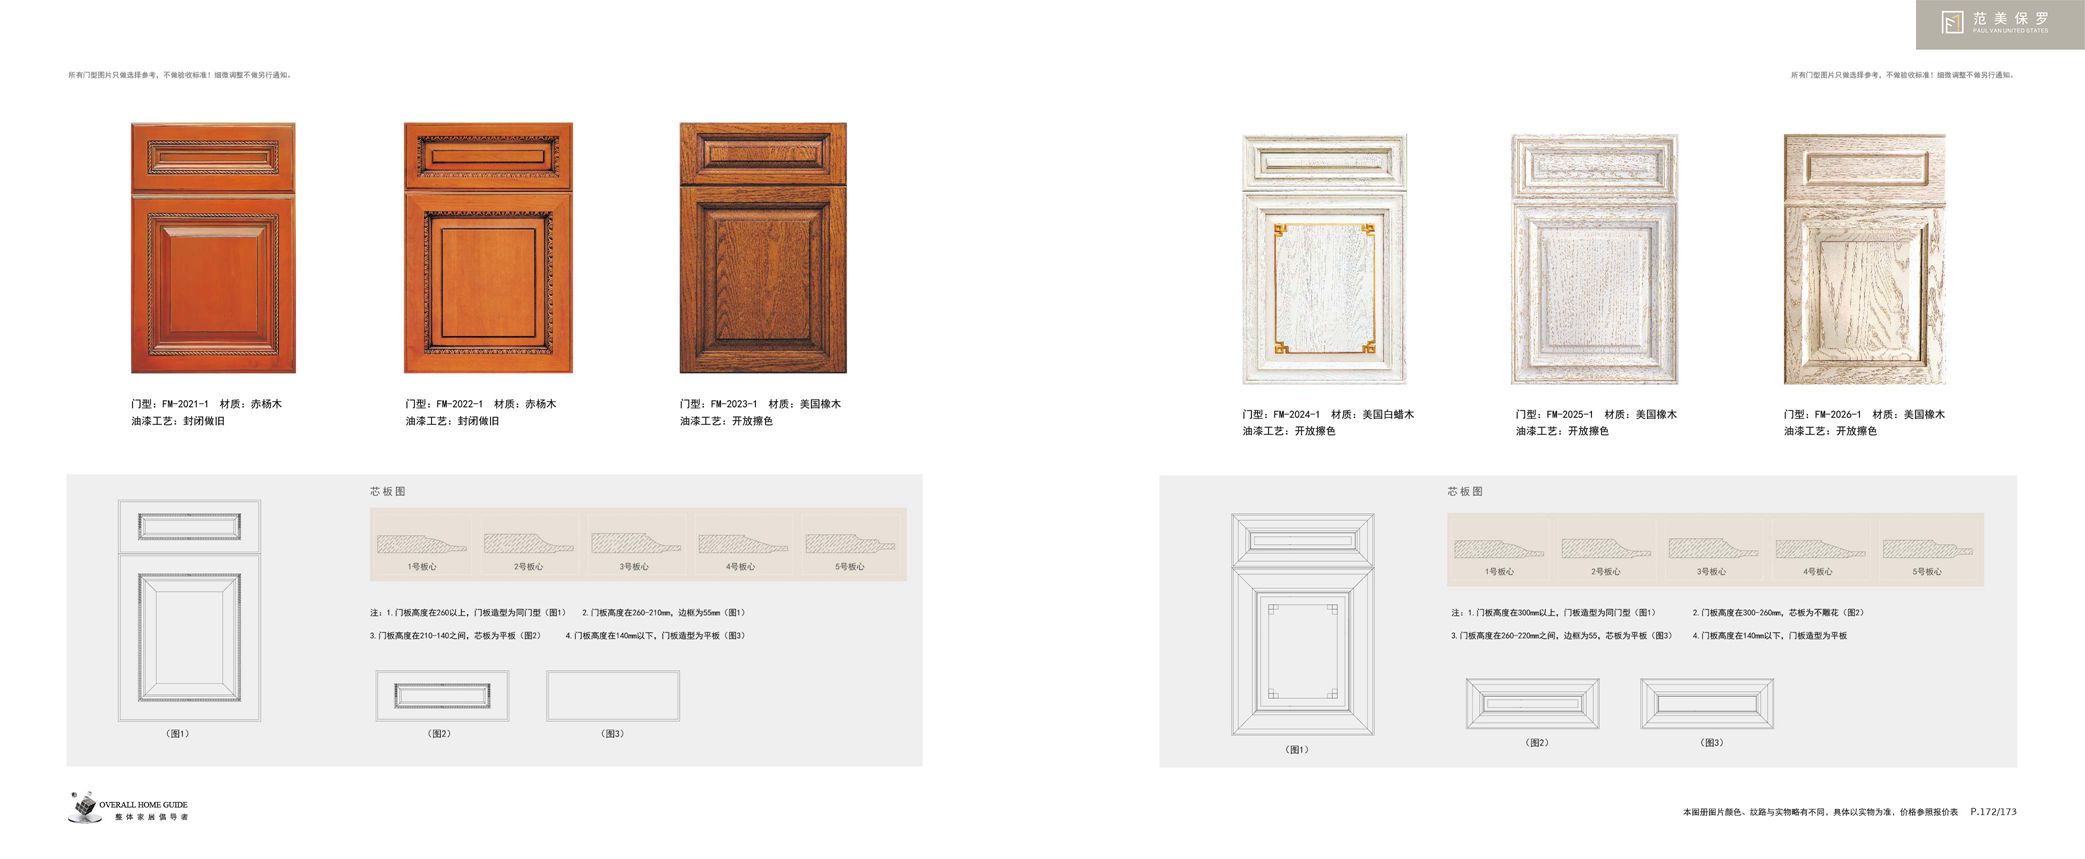 范美保罗
PAUL VAN UNITED STATES
所有门型图片只做选择参考，不做验收标准！细微调整不做另行通知。
所有门型图片只做选择参考，不做验收标准！细微调整不做另行通知。
门型：FM-2021-1 材质：赤杨木
油漆工艺：封闭做旧
门型：FM-2022-1 材质：赤杨木
油漆工艺：封闭做旧
门型：FM-2023-1 材质：美国橡木
油漆工艺：开放擦色
门型：FM-2024-1 材质：美国白蜡木
油漆工艺：开放擦色
门型：FM-2025-1 材质：美国橡木
油漆工艺：开放擦色
门型：FM-2026-1 材质：美国橡木
油漆工艺：开放擦色
芯板图
1号板心 2号板心 3号板心 4号板心 5号板心
注：1.门板高度在260以上，门板造型为同门型（图1） 2.门板高度在260-210mm，边框为55mm（图1）
3.门板高度在210-140之间，芯板为平板（图2） 4.门板高度在140mm以下，门板造型为平板（图3）
（图1） （图2） （图3）
芯板图
1号板心 2号板心 3号板心 4号板心 5号板心
注：1.门板高度在300mm以上，门板造型为同门型（图1） 2.门板高度在300-260mm，芯板为不雕花（图2）
3.门板高度在260-220mm之间，边框为55，芯板为平板（图3） 4.门板高度在140mm以下，门板造型为平板
（图1） （图2） （图3）
OVERALL HOME GUIDE
整体家居倡导者
本画册图片颜色、纹路与实物略有不同，具体以实物为准，价格参照报价表 P.172/173